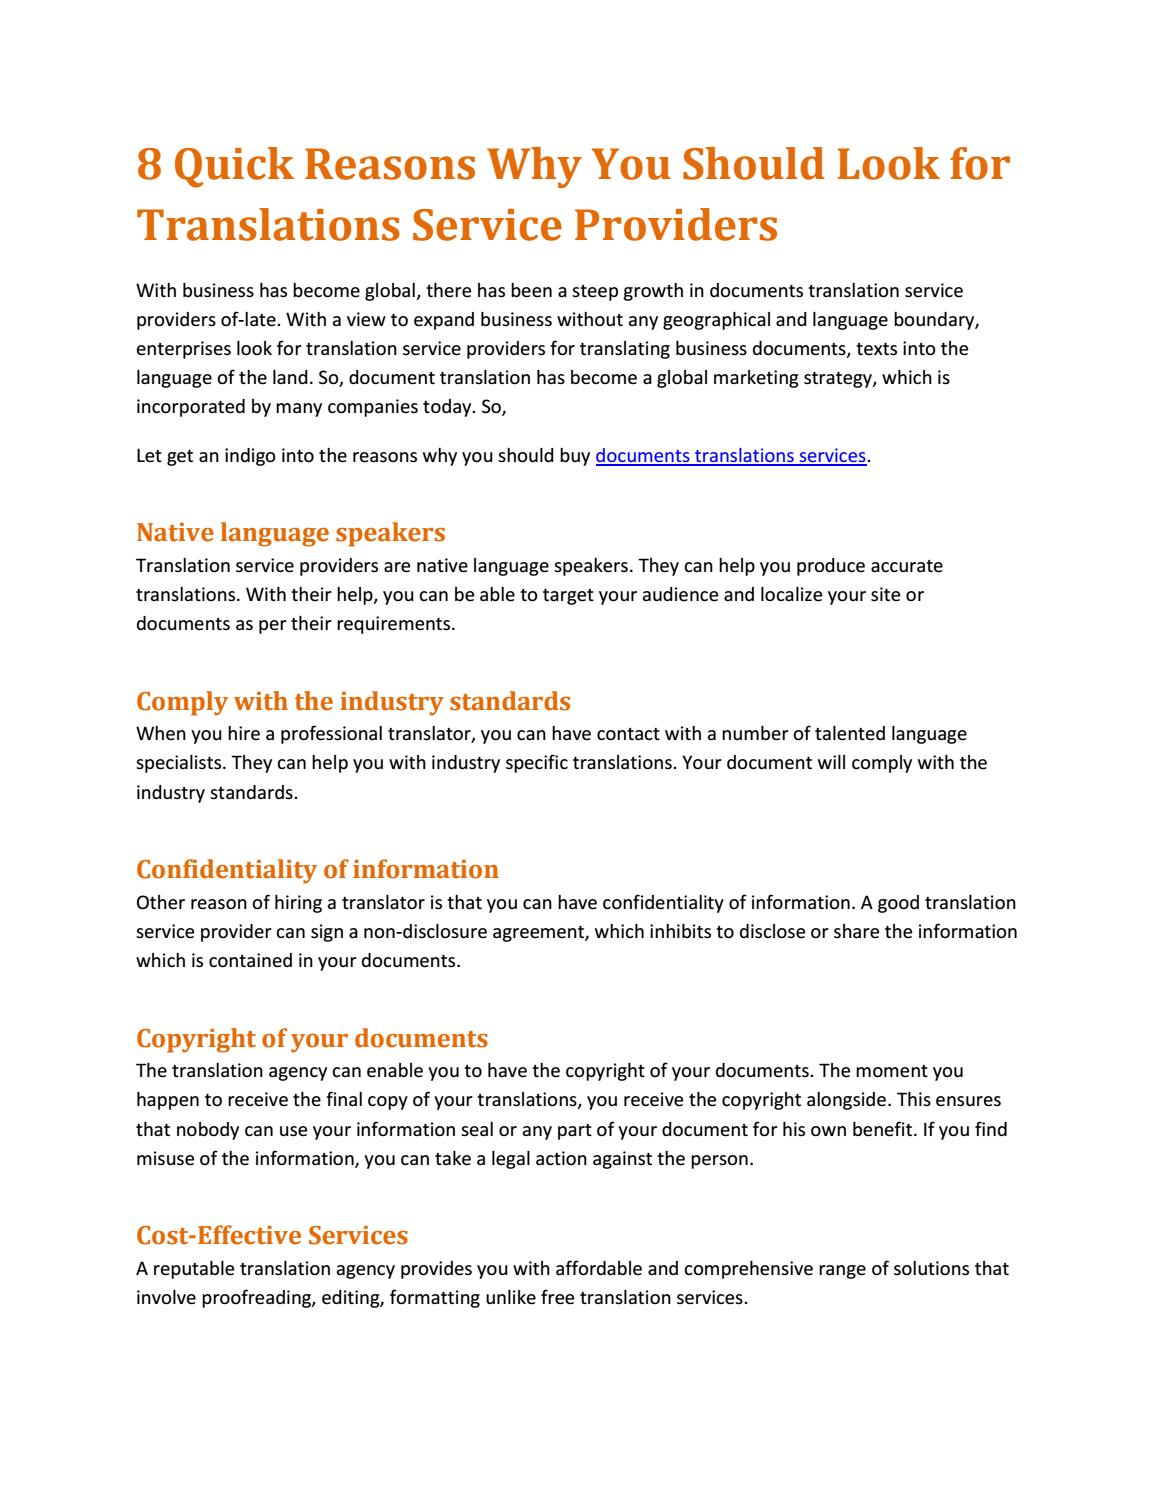 8 Quick Reasons Why You Should Look for
Translations Service Providers
With business has become global, there has been a steep growth in documents translation service
providers of-late. With a view to expand business without any geographical and language boundary,
enterprises look for translation service providers for translating business documents, texts into the
language of the land. So, document translation has become a global marketing strategy, which is
incorporated by many companies today. So,
Let get an indigo into the reasons why you should buy documents translations services.
Native language speakers
Translation service providers are native language speakers. They can help you produce accurate
translations. With their help, you can be able to target your audience and localize your site or
documents as per their requirements.
Comply with the industry standards
When you hire a professional translator, you can have contact with a number of talented language
specialists. They can help you with industry specific translations. Your document will comply with the
industry standards.
Confidentiality of information
Other reason of hiring a translator is that you can have confidentiality of information. A good translation
service provider can sign a non-disclosure agreement, which inhibits to disclose or share the information
which is contained in your documents.
Copyright of your documents
The translation agency can enable you to have the copyright of your documents. The moment you
happen to receive the final copy of your translations, you receive the copyright alongside. This ensures
that nobody can use your information seal or any part of your document for his own benefit. If you find
misuse of the information, you can take a legal action against the person.
Cost-Effective Services
A reputable translation agency provides you with affordable and comprehensive range of solutions that
involve proofreading, editing, formatting unlike free translation services.